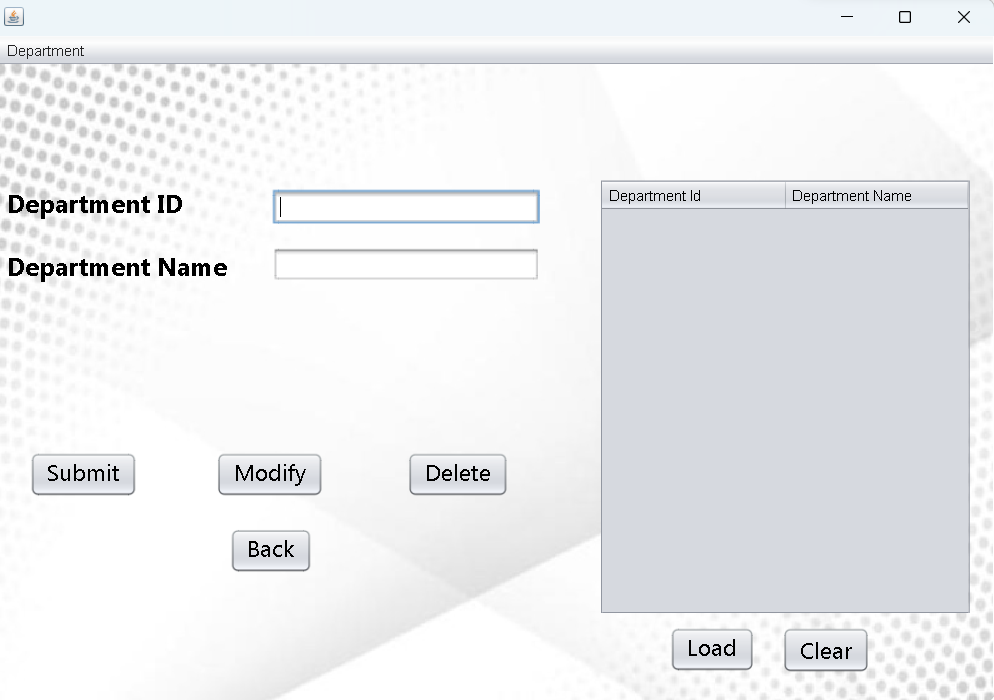 Department
Department ID
Department Name
Department Id Department Name
Submit Modify Delete
Back
Load Clear